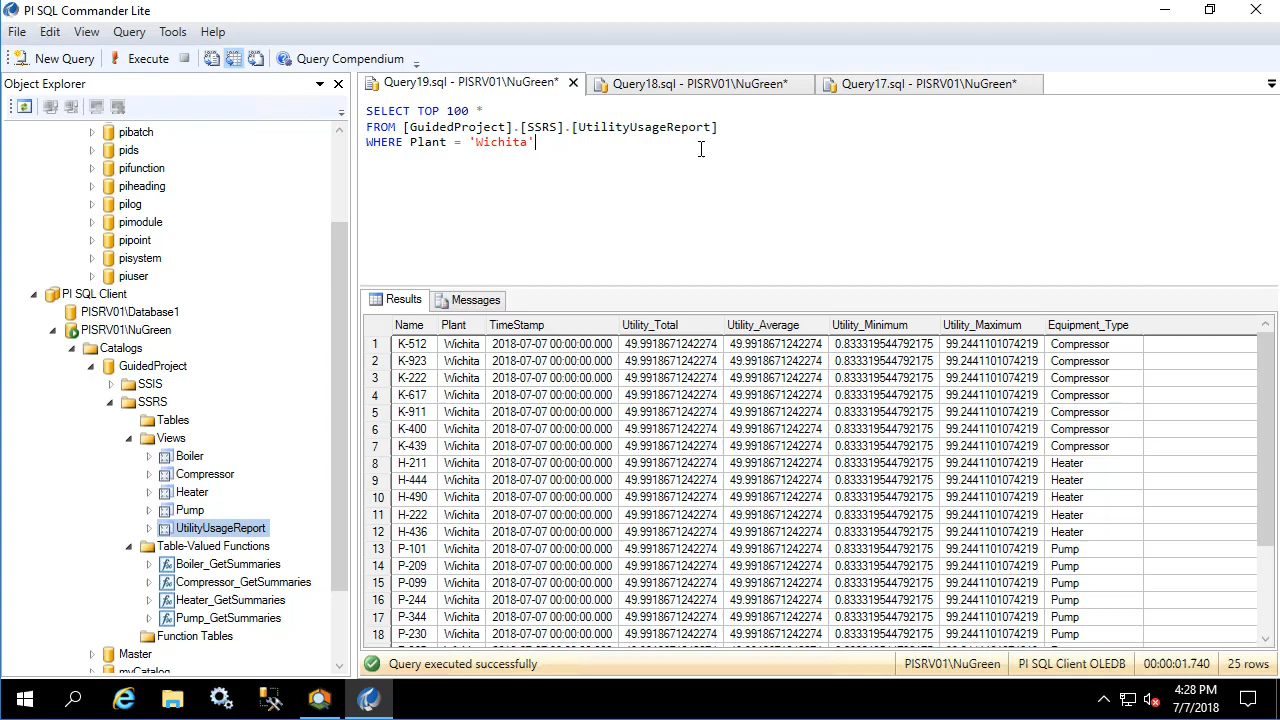 PI SQL Commander Lite
File Edit View Query Tools Help
New Query Execute Query Compendium
Object Explorer
pibatch
pids
pifunction
piheading
pilog
pimodule
pipoint
pisystem
piuser
PI SQL Client
PISRV01\Database1
PISRV01\NuGreen
Catalogs
GuidedProject
SSIS
SSRS
Tables
Views
Boiler
Compressor
Heater
Pump
UtilityUsageReport
Table-Valued Functions
Boiler_GetSummaries
Compressor_GetSummaries
Heater_GetSummaries
Pump_GetSummaries
Function Tables
Master
myCatalog
Query19.sql - PISRV01\NuGreen* Query18.sql - PISRV01\NuGreen* Query17.sql - PISRV01\NuGreen*
SELECT TOP 100 *
FROM [GuidedProject].[SSRS].[UtilityUsageReport]
WHERE Plant = 'Wichita'
Results Messages
Name Plant TimeStamp Utility_Total Utility_Average Utility_Minimum Utility_Maximum Equipment_Type
1 K-512 Wichita 2018-07-07 00:00:00.000 49.9918671242274 49.9918671242274 0.833319544792175 99.2441101074219 Compressor
2 K-923 Wichita 2018-07-07 00:00:00.000 49.9918671242274 49.9918671242274 0.833319544792175 99.2441101074219 Compressor
3 K-222 Wichita 2018-07-07 00:00:00.000 49.9918671242274 49.9918671242274 0.833319544792175 99.2441101074219 Compressor
4 K-617 Wichita 2018-07-07 00:00:00.000 49.9918671242274 49.9918671242274 0.833319544792175 99.2441101074219 Compressor
5 K-911 Wichita 2018-07-07 00:00:00.000 49.9918671242274 49.9918671242274 0.833319544792175 99.2441101074219 Compressor
6 K-400 Wichita 2018-07-07 00:00:00.000 49.9918671242274 49.9918671242274 0.833319544792175 99.2441101074219 Compressor
7 K-439 Wichita 2018-07-07 00:00:00.000 49.9918671242274 49.9918671242274 0.833319544792175 99.2441101074219 Compressor
8 H-211 Wichita 2018-07-07 00:00:00.000 49.9918671242274 49.9918671242274 0.833319544792175 99.2441101074219 Heater
9 H-444 Wichita 2018-07-07 00:00:00.000 49.9918671242274 49.9918671242274 0.833319544792175 99.2441101074219 Heater
10 H-490 Wichita 2018-07-07 00:00:00.000 49.9918671242274 49.9918671242274 0.833319544792175 99.2441101074219 Heater
11 H-222 Wichita 2018-07-07 00:00:00.000 49.9918671242274 49.9918671242274 0.833319544792175 99.2441101074219 Heater
12 H-436 Wichita 2018-07-07 00:00:00.000 49.9918671242274 49.9918671242274 0.833319544792175 99.2441101074219 Heater
13 P-101 Wichita 2018-07-07 00:00:00.000 49.9918671242274 49.9918671242274 0.833319544792175 99.2441101074219 Pump
14 P-209 Wichita 2018-07-07 00:00:00.000 49.9918671242274 49.9918671242274 0.833319544792175 99.2441101074219 Pump
15 P-099 Wichita 2018-07-07 00:00:00.000 49.9918671242274 49.9918671242274 0.833319544792175 99.2441101074219 Pump
16 P-244 Wichita 2018-07-07 00:00:00.000 49.9918671242274 49.9918671242274 0.833319544792175 99.2441101074219 Pump
17 P-344 Wichita 2018-07-07 00:00:00.000 49.9918671242274 49.9918671242274 0.833319544792175 99.2441101074219 Pump
18 P-230 Wichita 2018-07-07 00:00:00.000 49.9918671242274 49.9918671242274 0.833319544792175 99.2441101074219 Pump
Query executed successfully PISRV01\NuGreen PI SQL Client OLEDB 00:00:01.740 25 rows
4:28 PM
7/7/2018